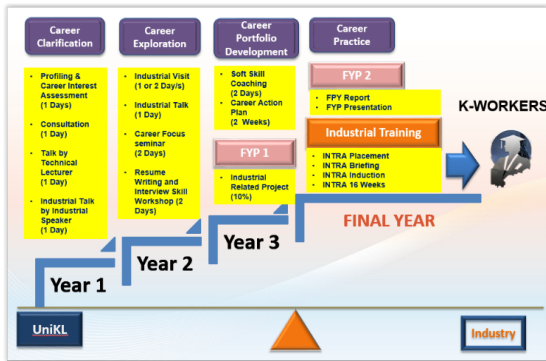 Career
Clarification
Career
Exploration
Career
Portfolio
Development
Career
Practice
• Profiling &
Career Interest
Assessment
(1 Days)
• Consultation
(1 Day)
• Talk by
Technical
Lecturer
(1 Day)
• Industrial Talk
by Industrial
Speaker
(1 Day)
• Industrial Visit
(1 or 2 Day/s)
• Industrial Talk
(1 Day)
• Career Focus
seminar
(2 Days)
• Resume
Writing and
Interview Skill
Workshop (2
Days)
• Soft Skill
Coaching
(2 Days)
• Career Action
Plan
(2 Weeks)
FYP 1
• Industrial
Related Project
(10%)
FYP 2
• FPY Report
• FYP Presentation
Industrial Training
• INTRA Placement
• INTRA Briefing
• INTRA Induction
• INTRA 16 Weeks
K-WORKERS
Year 1
Year 2
Year 3
FINAL YEAR
UniKL
Industry